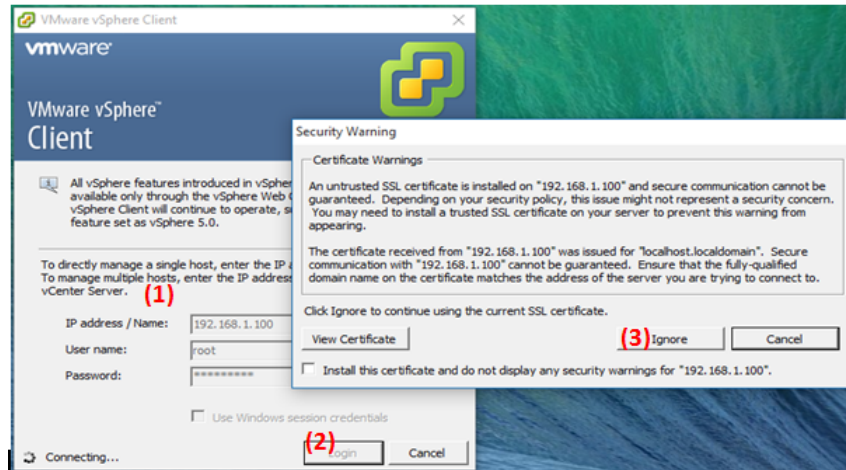 VMware vSphere Client
vmware
VMware vSphere™
Client
All vSphere features introduced in vSpher
available only through the vSphere Web
vSphere Client will continue to operate, s
feature set as vSphere 5.0.
To directly manage a single host, enter the IP
To manage multiple hosts, enter the IP address
vCenter Server.
(1)
IP address / Name: 192.168.1.100
User name: root
Password: *********
Use Windows session credentials
(2)
Login Cancel
Connecting...
Security Warning
Certificate Warnings
An untrusted SSL certificate is installed on "192.168.1.100" and secure communication cannot be
guaranteed. Depending on your security policy, this issue might not represent a security concern.
You may need to install a trusted SSL certificate on your server to prevent this warning from
appearing.
The certificate received from "192.168.1.100" was issued for "localhost.localdomain". Secure
communication with "192.168.1.100" cannot be guaranteed. Ensure that the fully-qualified
domain name on the certificate matches the address of the server you are trying to connect to.
Click Ignore to continue using the current SSL certificate.
View Certificate (3) Ignore Cancel
Install this certificate and do not display any security warnings for "192.168.1.100".